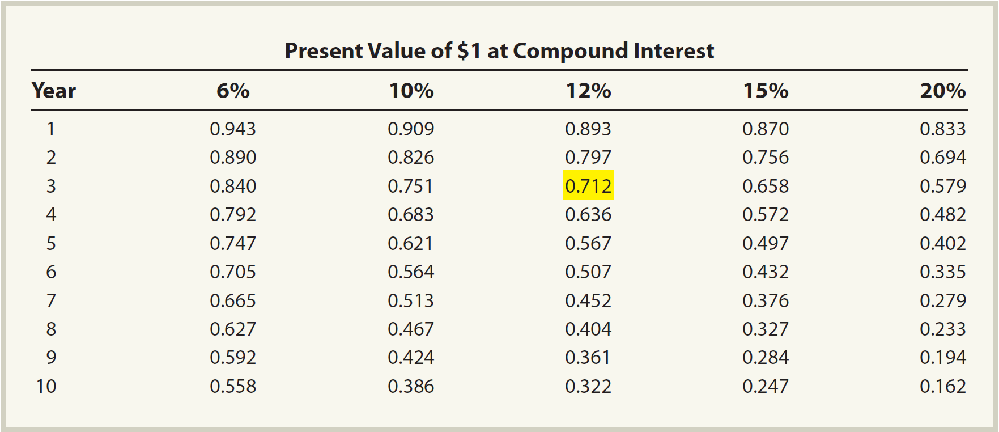 Present Value of $1 at Compound Interest
Year 6% 10% 12% 15% 20%
1 0.943 0.909 0.893 0.870 0.833
2 0.890 0.826 0.797 0.756 0.694
3 0.840 0.751 0.712 0.658 0.579
4 0.792 0.683 0.636 0.572 0.482
5 0.747 0.621 0.567 0.497 0.402
6 0.705 0.564 0.507 0.432 0.335
7 0.665 0.513 0.452 0.376 0.279
8 0.627 0.467 0.404 0.327 0.233
9 0.592 0.424 0.361 0.284 0.194
10 0.558 0.386 0.322 0.247 0.162